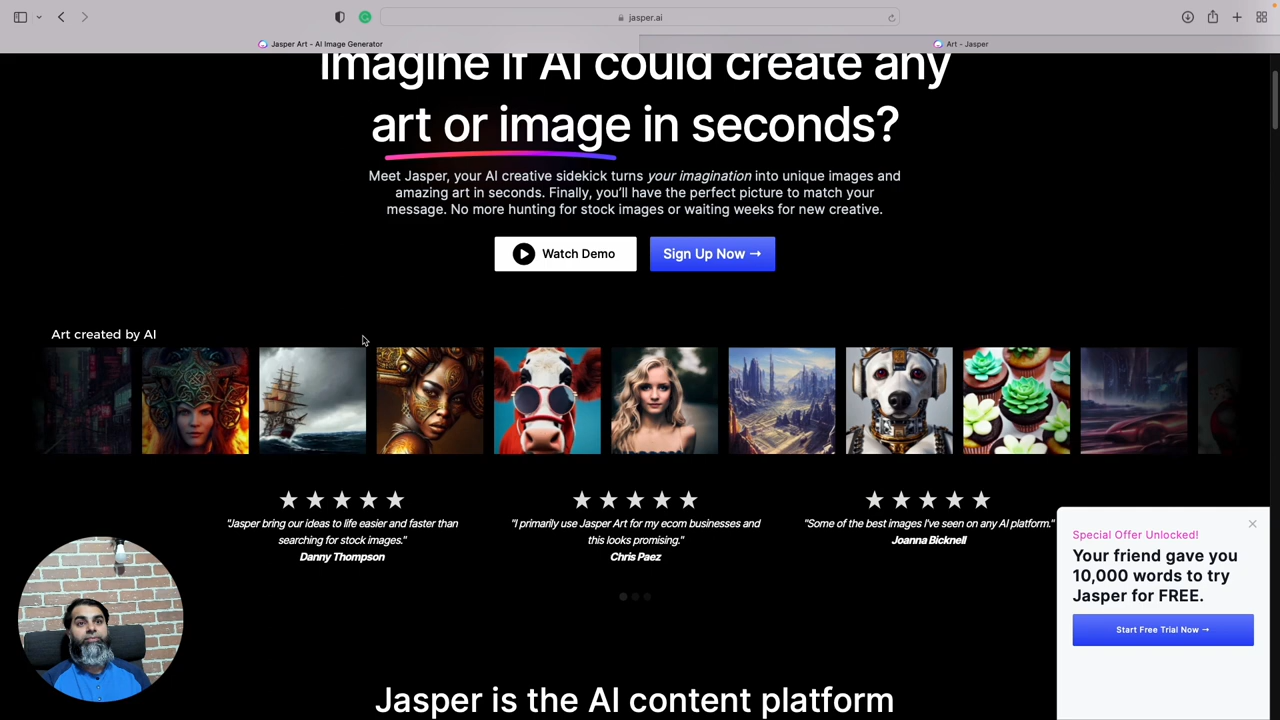 jasper.ai
Jasper Art - AI Image Generator
Art - Jasper
Imagine if AI could create any
art or image in seconds?
Meet Jasper, your AI creative sidekick turns your imagination into unique images and
amazing art in seconds. Finally, you'll have the perfect picture to match your
message. No more hunting for stock images or waiting weeks for new creative.
Watch Demo
Sign Up Now →
Art created by AI
"Jasper bring our ideas to life easier and faster than
searching for stock images."
Danny Thompson
"I primarily use Jasper Art for my ecom businesses and
this looks promising."
Chris Paez
"Some of the best images I've seen on any AI platform."
Joanna Bicknell
Special Offer Unlocked!
Your friend gave you
10,000 words to try
Jasper for FREE.
Start Free Trial Now →
Jasper is the AI content platform